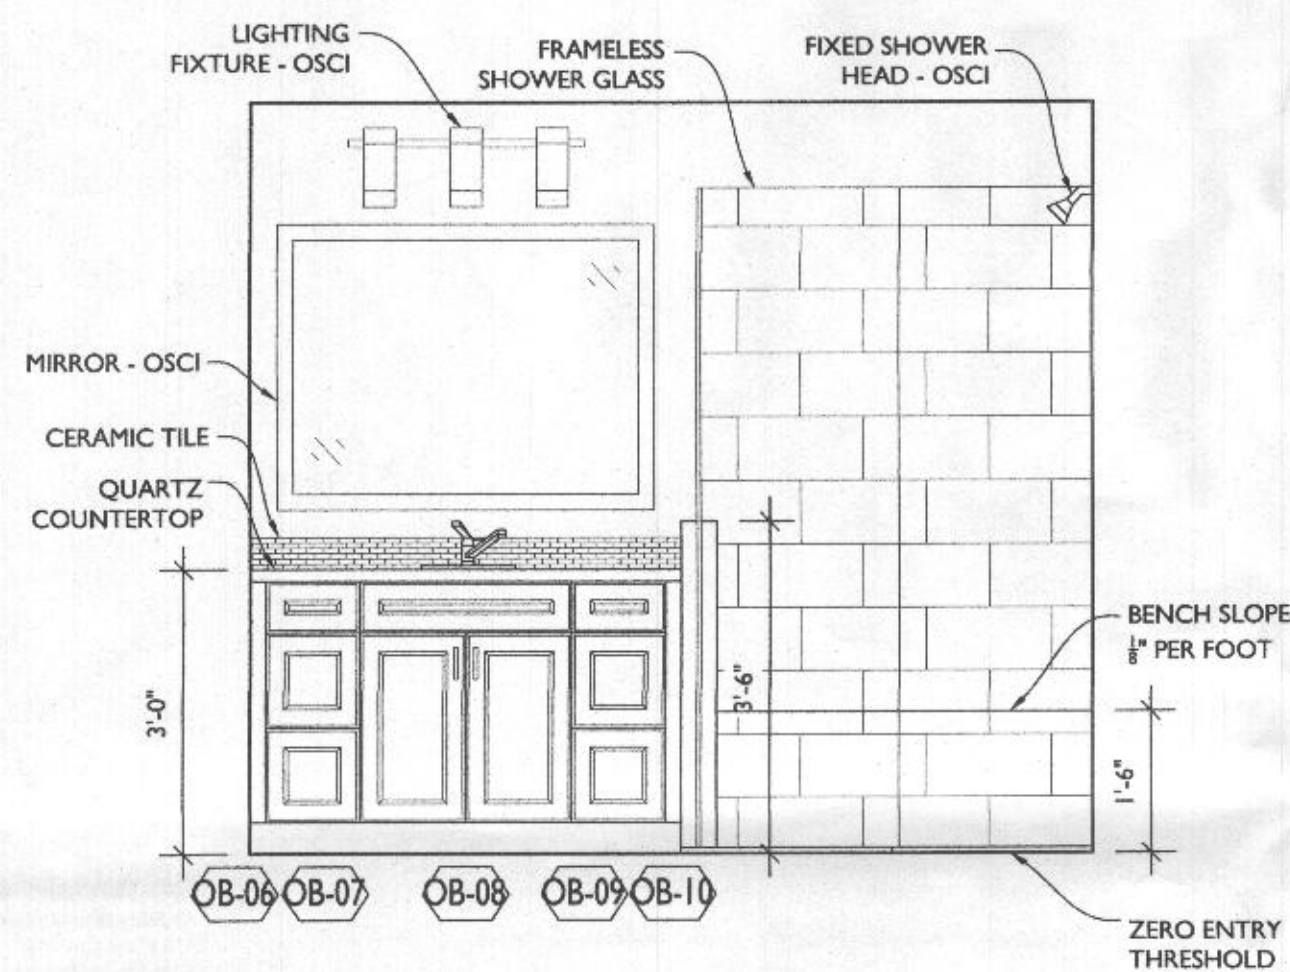 LIGHTING
FIXTURE - OSCI
FRAMELESS
SHOWER GLASS
FIXED SHOWER
HEAD - OSCI
MIRROR - OSCI
CERAMIC TILE
QUARTZ
COUNTERTOP
BENCH SLOPE
⅛" PER FOOT
3'-0"
3'-6"
1'-6"
OB-06
OB-07
OB-08
OB-09
OB-10
ZERO ENTRY
THRESHOLD